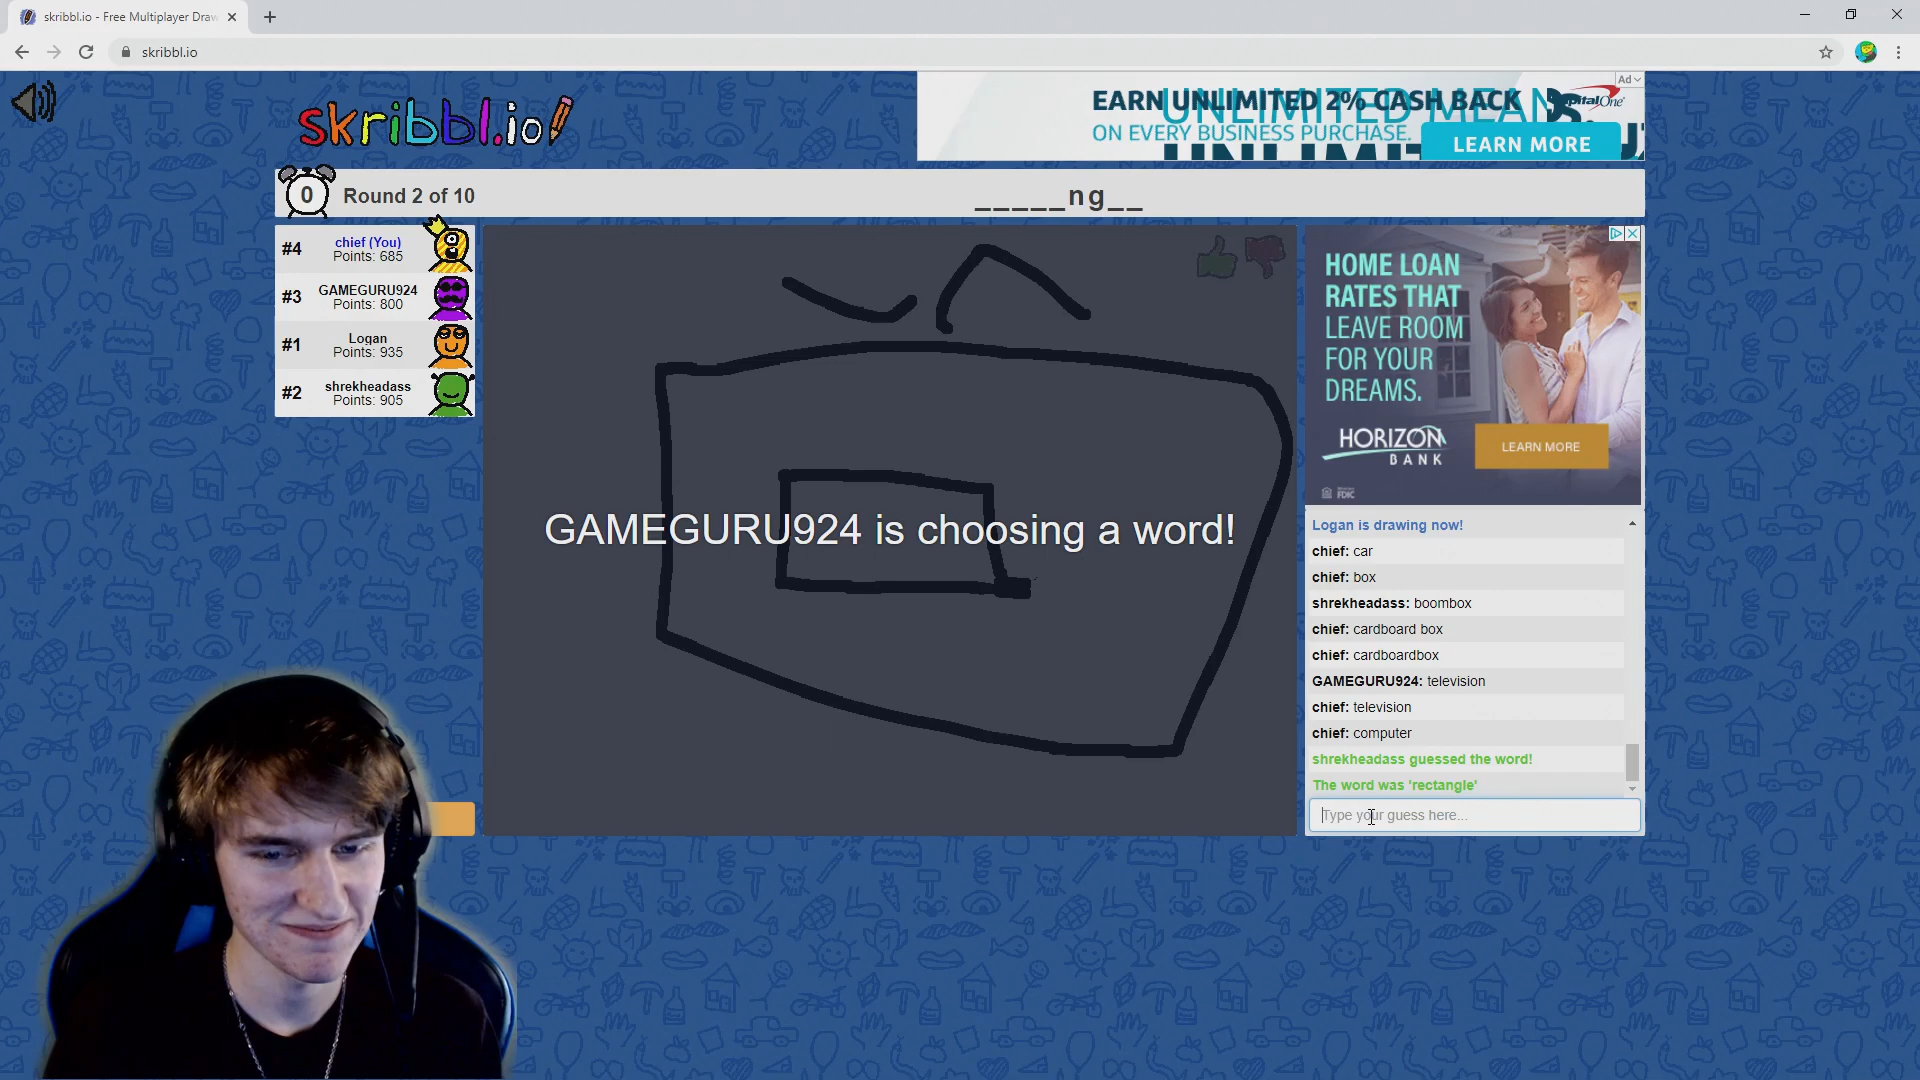 skribbl.io - Free Multiplayer Draw
skribbl.io
skribbl.io
Ad
EARN UNLIMITED 2% CASH BACK
ON EVERY BUSINESS PURCHASE.
LEARN MORE
0
Round 2 of 10
_____ng__
#4
chief (You)
Points: 685
#3
GAMEGURU924
Points: 800
#1
Logan
Points: 935
#2
shrekheadass
Points: 905
GAMEGURU924 is choosing a word!
HOME LOAN
RATES THAT
LEAVE ROOM
FOR YOUR
DREAMS.
HORIZON
BANK
LEARN MORE
FDIC
Logan is drawing now!
chief: car
chief: box
shrekheadass: boombox
chief: cardboard box
chief: cardboardbox
GAMEGURU924: television
chief: television
chief: computer
shrekheadass guessed the word!
The word was 'rectangle'
Type your guess here...